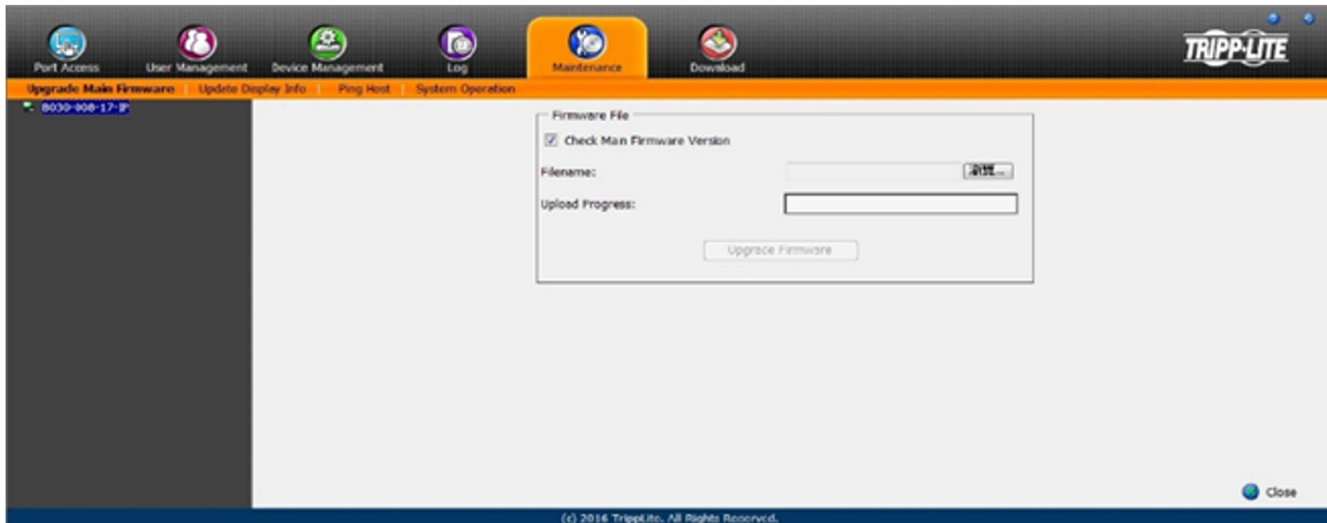 TRIPP·LITE
Port Access
User Management
Device Management
Log
Maintenance
Download
Upgrade Main Firmware | Update Display Info | Ping Host | System Operation
Firmware File
Check Main Firmware Version
Filename:
浏览...
Upload Progress:
Upgrade Firmware
Close
(c) 2016 TrippLite. All Rights Reserved.